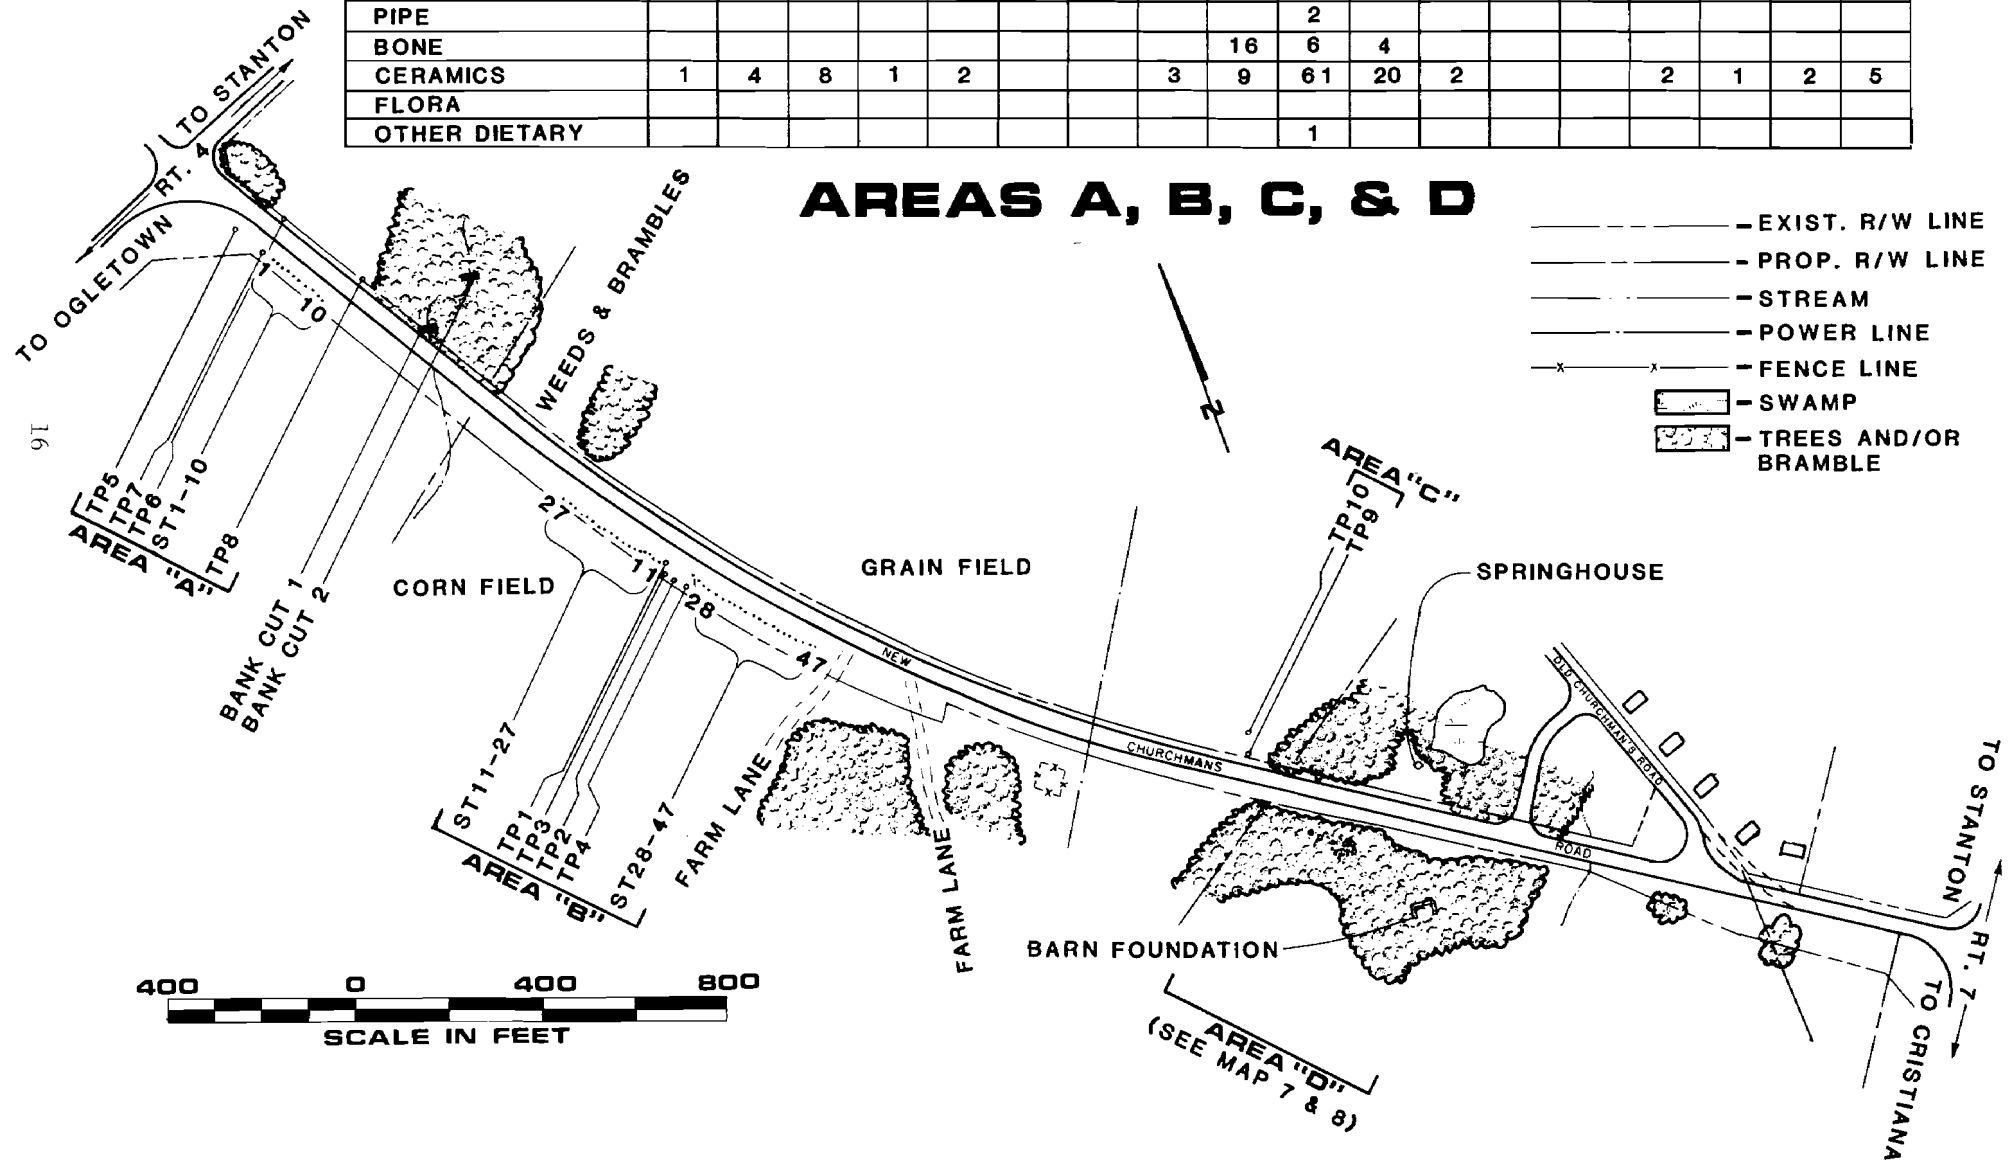 PIPE 2
BONE 16 6 4
CERAMICS 1 4 8 1 2 3 9 61 20 2 2 1 2 5
FLORA
OTHER DIETARY 1
AREAS A, B, C, & D
TO STANTON
RT. 4
TO OGLETOWN
WEEDS & BRAMBLES
- EXIST. R/W LINE
- PROP. R/W LINE
- STREAM
- POWER LINE
x x - FENCE LINE
- SWAMP
- TREES AND/OR
BRAMBLE
N
16
1
10
TP5
TP7
TP6
ST1-10
TP8
AREA "A"
BANK CUT 1
BANK CUT 2
CORN FIELD
27
11
28
47
GRAIN FIELD
AREA "C"
TP10
TP9
SPRINGHOUSE
NEW
CHURCHMANS
ROAD
OLD CHURCHMAN'S ROAD
ST11-27
TP1
TP3
TP2
TP4
ST28-47
AREA "B"
FARM LANE
FARM LANE
BARN FOUNDATION
AREA "D"
(SEE MAP 7 & 8)
TO STANTON
RT. 7
TO CRISTIANA
400 0 400 800
SCALE IN FEET